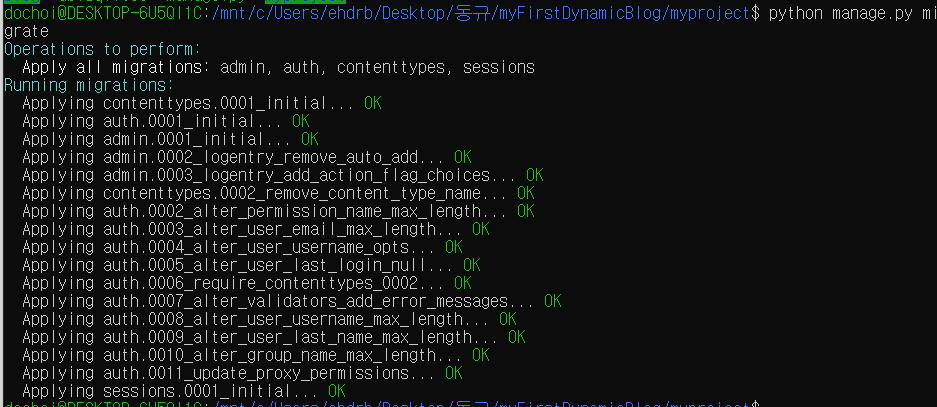 dochoi@DESKTOP-6U5QI1C:/mnt/c/Users/ehdrb/Desktop/동규/myFirstDynamicBlog/myproject$ python manage.py mi
grate
Operations to perform:
  Apply all migrations: admin, auth, contenttypes, sessions
Running migrations:
  Applying contenttypes.0001_initial... OK
  Applying auth.0001_initial... OK
  Applying admin.0001_initial... OK
  Applying admin.0002_logentry_remove_auto_add... OK
  Applying admin.0003_logentry_add_action_flag_choices... OK
  Applying contenttypes.0002_remove_content_type_name... OK
  Applying auth.0002_alter_permission_name_max_length... OK
  Applying auth.0003_alter_user_email_max_length... OK
  Applying auth.0004_alter_user_username_opts... OK
  Applying auth.0005_alter_user_last_login_null... OK
  Applying auth.0006_require_contenttypes_0002... OK
  Applying auth.0007_alter_validators_add_error_messages... OK
  Applying auth.0008_alter_user_username_max_length... OK
  Applying auth.0009_alter_user_last_name_max_length... OK
  Applying auth.0010_alter_group_name_max_length... OK
  Applying auth.0011_update_proxy_permissions... OK
  Applying sessions.0001_initial... OK
dochoi@DESKTOP-6U5QI1C:/mnt/c/Users/ehdrb/Desktop/동규/myFirstDynamicBlog/myproject$